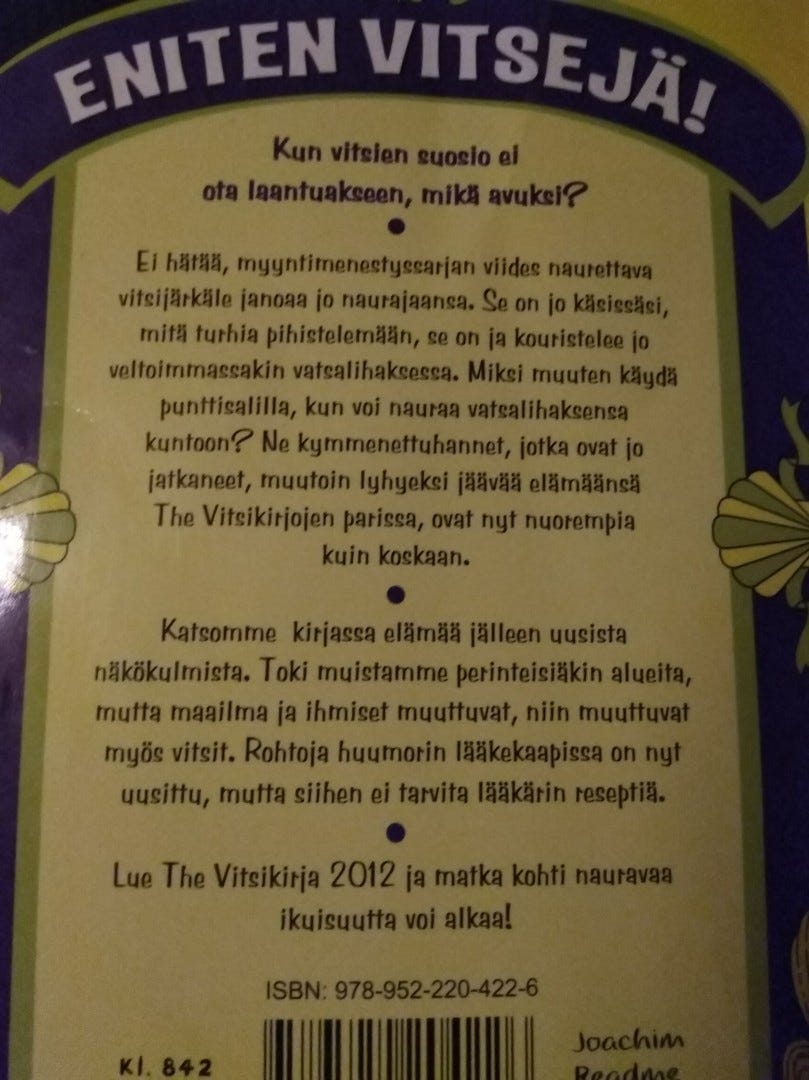 ENITEN VITSEJÄ!
Kun vitsien suosio ei
ota laantuakseen, mikä avuksi?
Ei hätää, myyntimenestyssarjan viides naurettava
vitsijärkäle janoaa jo naurajaansa. Se on jo käsissäsi,
mitä turhia pihistelemään, se on ja kouristelee jo
veltoimmassakin vatsalihaksessa. Miksi muuten käydä
punttisalilla, kun voi nauraa vatsalihaksensa
kuntoon? Ne kymmenettuhannet, jotka ovat jo
jatkaneet, muutoin lyhyeksi jäävää elämäänsä
The Vitsikirjojen parissa, ovat nyt nuorempia
kuin koskaan.
Katsomme kirjassa elämää jälleen uusista
näkökulmista. Toki muistamme perinteisiäkin alueita,
mutta maailma ja ihmiset muuttuvat, niin muuttuvat
myös vitsit. Rohtoja huumorin lääkekaapissa on nyt
uusittu, mutta siihen ei tarvita lääkärin reseptiä.
Lue The Vitsikirja 2012 ja matka kohti nauravaa
ikuisuutta voi alkaa!
ISBN: 978-952-220-422-6
Kl. 842
Joachim
Readme